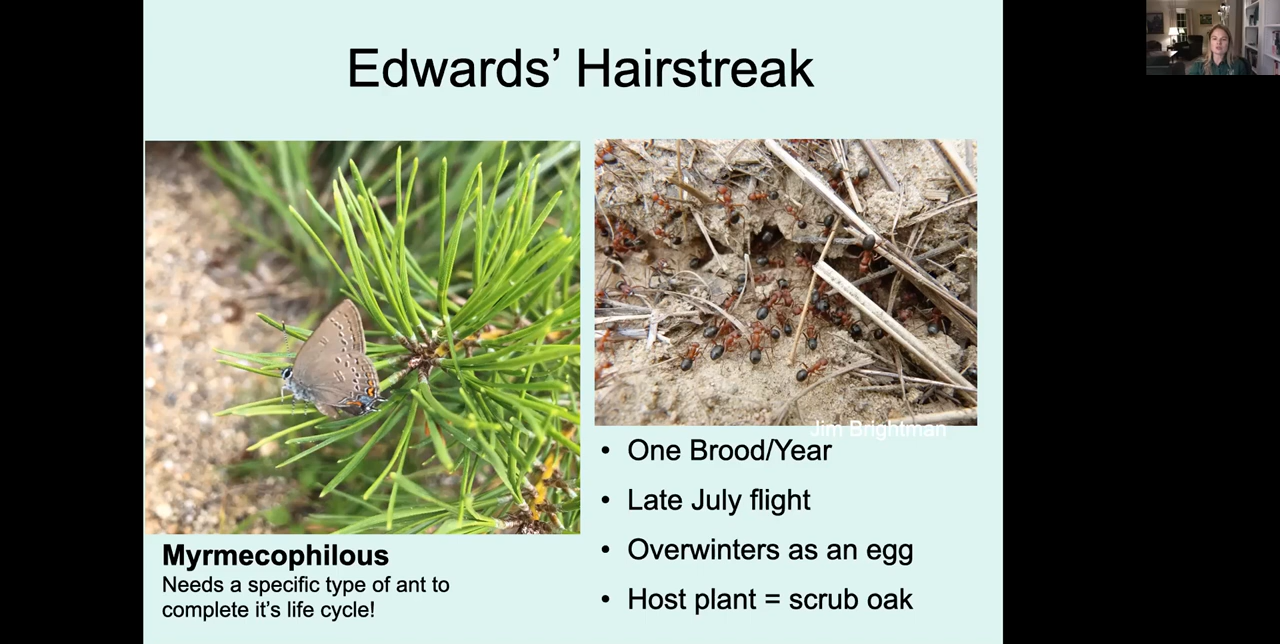 Edwards’ Hairstreak
Jim Brightman
Myrmecophilous
Needs a specific type of ant to
complete it’s life cycle!
• One Brood/Year
• Late July flight
• Overwinters as an egg
• Host plant = scrub oak